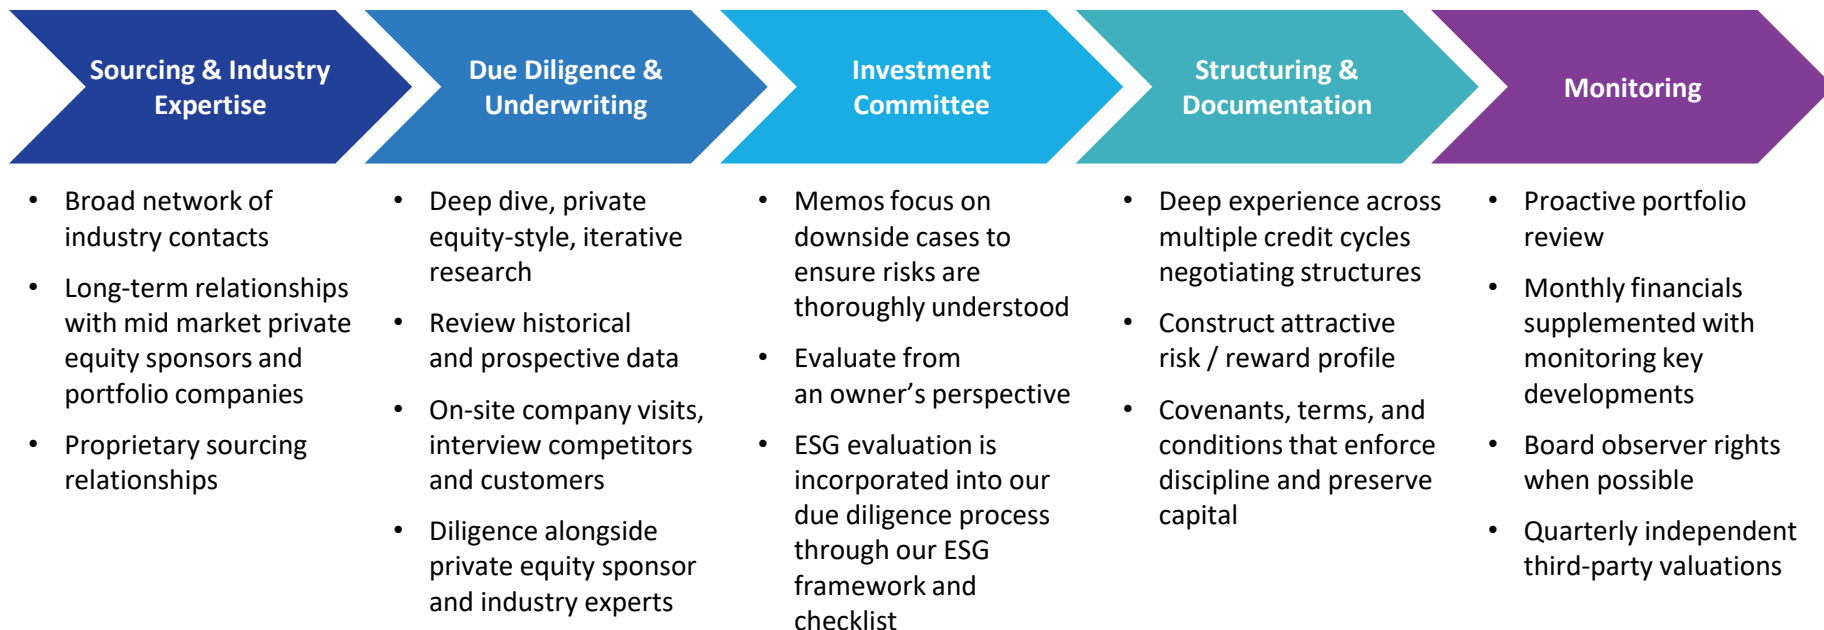 Sourcing & Industry
Expertise
Due Diligence &
Underwriting
Investment
Committee
Structuring &
Documentation
Monitoring
• Broad network of
industry contacts
• Long-term relationships
with mid market private
equity sponsors and
portfolio companies
• Proprietary sourcing
relationships
• Deep dive, private
equity-style, iterative
research
• Review historical
and prospective data
• On-site company visits,
interview competitors
and customers
• Diligence alongside
private equity sponsor
and industry experts
• Memos focus on
downside cases to
ensure risks are
thoroughly understood
• Evaluate from
an owner’s perspective
• ESG evaluation is
incorporated into our
due diligence process
through our ESG
framework and
checklist
• Deep experience across
multiple credit cycles
negotiating structures
• Construct attractive
risk / reward profile
• Covenants, terms, and
conditions that enforce
discipline and preserve
capital
• Proactive portfolio
review
• Monthly financials
supplemented with
monitoring key
developments
• Board observer rights
when possible
• Quarterly independent
third-party valuations